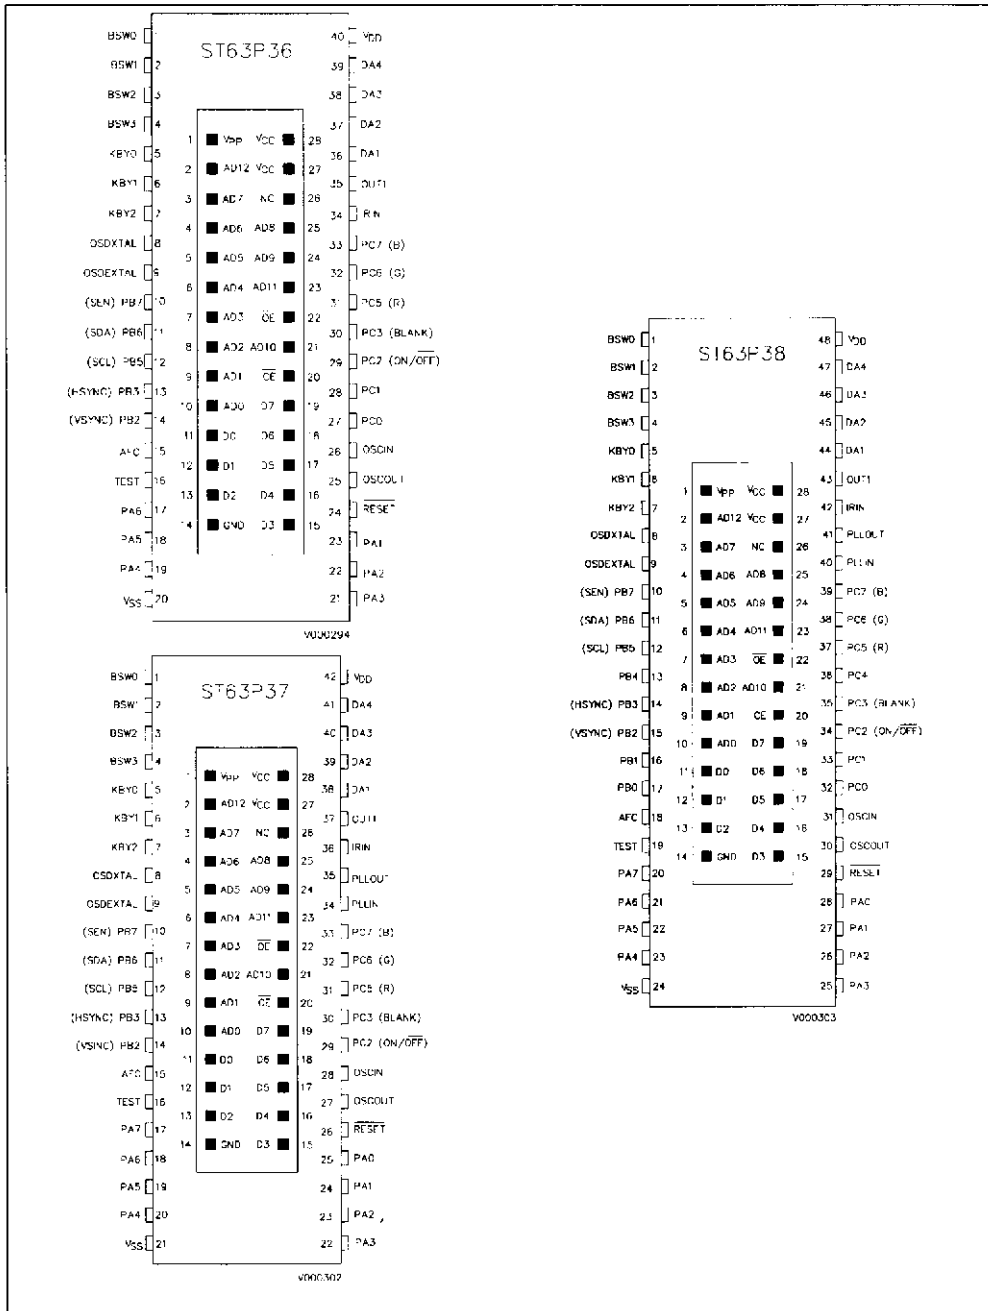 ST63P36
BSW0 1 40 VDD
BSW1 2 39 DA4
BSW2 3 38 DA3
BSW3 4 37 DA2
1 Vpp VCC 28
KBY0 5 36 DA1
2 AD12 VCC 27
KBY1 6 35 OUT1
3 AD7 NC 26
KBY2 7 34 RIN
4 AD6 AD8 25
OSDXTAL 8 33 PC7 (B)
5 AD5 AD9 24
OSDEXTAL 9 32 PC6 (G)
6 AD4 AD11 23
(SEN) PB7 10 31 PC5 (R)
7 AD3 OE 22
(SDA) PB6 11 30 PC3 (BLANK)
8 AD2 AD10 21
(SCL) PB5 12 29 PC2 (ON/OFF)
9 AD1 CE 20
(HSYNC) PB3 13 28 PC1
10 AD0 D7 19
(VSYNC) PB2 14 27 PC0
11 D0 D6 18
AFC 15 26 OSCIN
12 D1 D5 17
TEST 16 25 OSCOUT
13 D2 D4 16
PA6 17 24 RESET
14 GND D3 15
PA5 18 23 PA1
PA4 19 22 PA2
VSS 20 21 PA3
V000294
ST63P37
BSW0 1 42 VDD
BSW1 2 41 DA4
BSW2 3 40 DA3
BSW3 4 39 DA2
1 Vpp VCC 28
KBY0 5 38 DA1
2 AD12 VCC 27
KBY1 6 37 OUT1
3 AD7 NC 26
KBY2 7 36 IRIN
4 AD6 AD8 25
OSDXTAL 8 35 PLLOUT
5 AD5 AD9 24
OSDEXTAL 9 34 PLLIN
6 AD4 AD11 23
(SEN) PB7 10 33 PC7 (B)
7 AD3 OE 22
(SDA) PB6 11 32 PC6 (G)
8 AD2 AD10 21
(SCL) PB5 12 31 PC5 (R)
9 AD1 CE 20
(HSYNC) PB3 13 30 PC3 (BLANK)
10 AD0 D7 19
(VSINC) PB2 14 29 PC2 (ON/OFF)
11 D0 D6 18
AFC 15 28 OSCIN
12 D1 D5 17
TEST 16 27 OSCOUT
13 D2 D4 16
PA7 17 26 RESET
14 GND D3 15
PA6 18 25 PA0
PA5 19 24 PA1
PA4 20 23 PA2
VSS 21 22 PA3
V000302
ST63P38
BSW0 1 48 VDD
BSW1 2 47 DA4
BSW2 3 46 DA3
BSW3 4 45 DA2
KBY0 5 44 DA1
KBY1 6 43 OUT1
1 Vpp VCC 28
KBY2 7 42 IRIN
2 AD12 VCC 27
OSDXTAL 8 41 PLLOUT
3 AD7 NC 26
OSDEXTAL 9 40 PLLIN
4 AD6 AD8 25
(SEN) PB7 10 39 PC7 (B)
5 AD5 AD9 24
(SDA) PB6 11 38 PC6 (G)
6 AD4 AD11 23
(SCL) PB5 12 37 PC5 (R)
7 AD3 OE 22
PB4 13 36 PC4
8 AD2 AD10 21
(HSYNC) PB3 14 35 PC3 (BLANK)
9 AD1 CE 20
(VSYNC) PB2 15 34 PC2 (ON/OFF)
10 AD0 D7 19
PB1 16 33 PC1
11 D0 D6 18
PB0 17 32 PC0
12 D1 D5 17
AFC 18 31 OSCIN
13 D2 D4 16
TEST 19 30 OSCOUT
14 GND D3 15
PA7 20 29 RESET
PA6 21 28 PA0
PA5 22 27 PA1
PA4 23 26 PA2
VSS 24 25 PA3
V000303